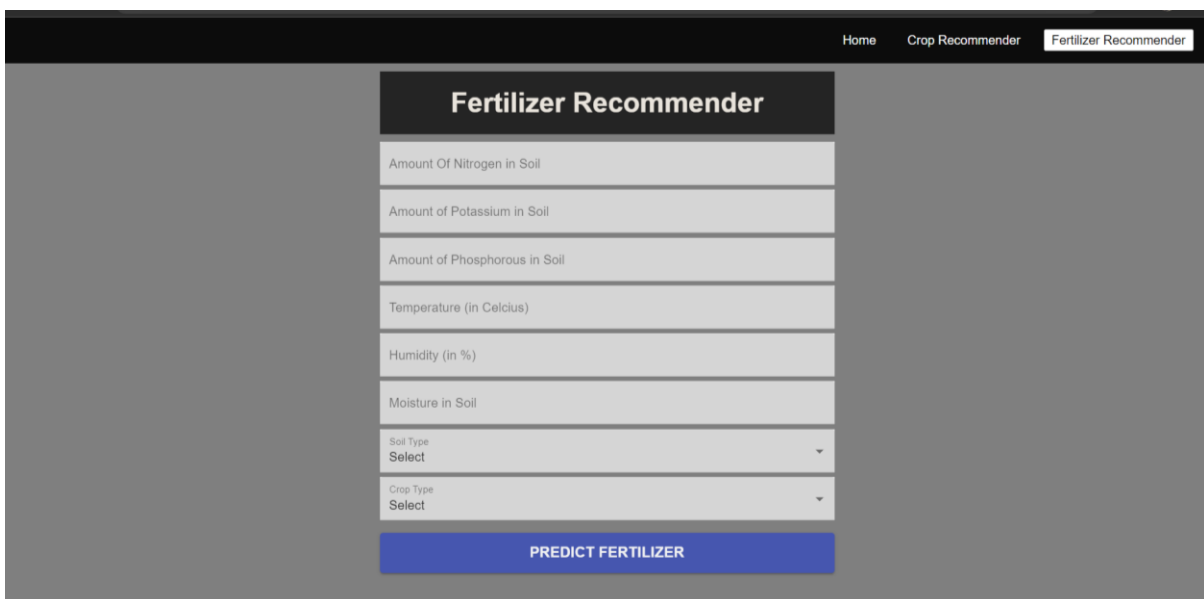 Home Crop Recommender Fertilizer Recommender
Fertilizer Recommender
Amount Of Nitrogen in Soil
Amount of Potassium in Soil
Amount of Phosphorous in Soil
Temperature (in Celcius)
Humidity (in %)
Moisture in Soil
Soil Type
Select
Crop Type
Select
PREDICT FERTILIZER